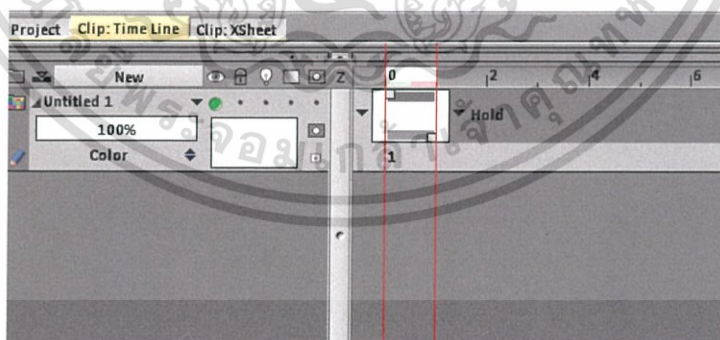 Project Clip: Time Line Clip: XSheet
New Z 0 2 4 6
Untitled 1
100% Hold
Color 1